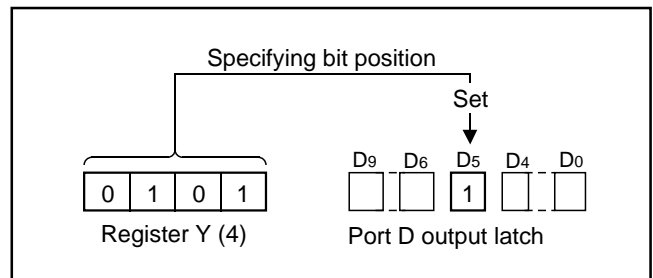 Specifying bit position
Set
D9 D6 D5 D4 D0
0 1 0 1 1
Register Y (4) Port D output latch